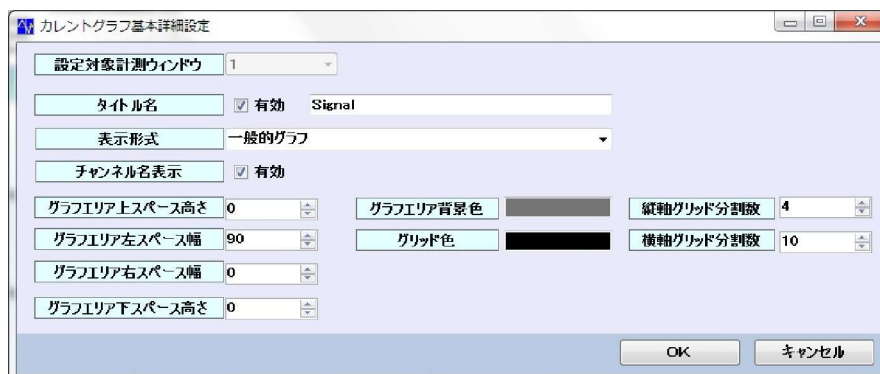 カレントグラフ基本詳細設定
設定対象計測ウィンドウ 1
タイトル名 有効 Signal
表示形式 一般的グラフ
チャンネル名表示 有効
グラフエリア上スペース高さ 0 グラフエリア背景色 縦軸グリッド分割数 4
グラフエリア左スペース幅 90 グリッド色 横軸グリッド分割数 10
グラフエリア右スペース幅 0
グラフエリア下スペース高さ 0
OK キャンセル